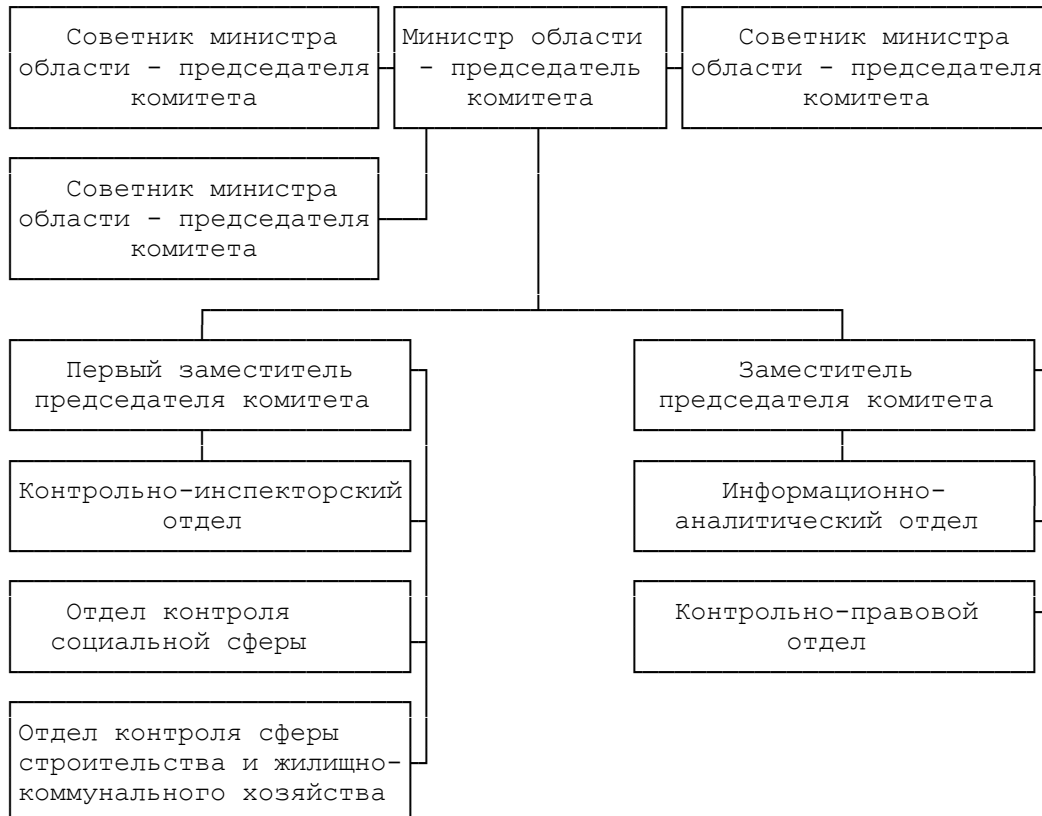 Советник министра
области - председателя
комитета
Министр области
- председатель
комитета
Советник министра
области - председателя
комитета
Советник министра
области - председателя
комитета
Первый заместитель
председателя комитета
Заместитель
председателя комитета
Контрольно-инспекторский
отдел
Информационно-
аналитический отдел
Отдел контроля
социальной сферы
Контрольно-правовой
отдел
Отдел контроля сферы
строительства и жилищно-
коммунального хозяйства